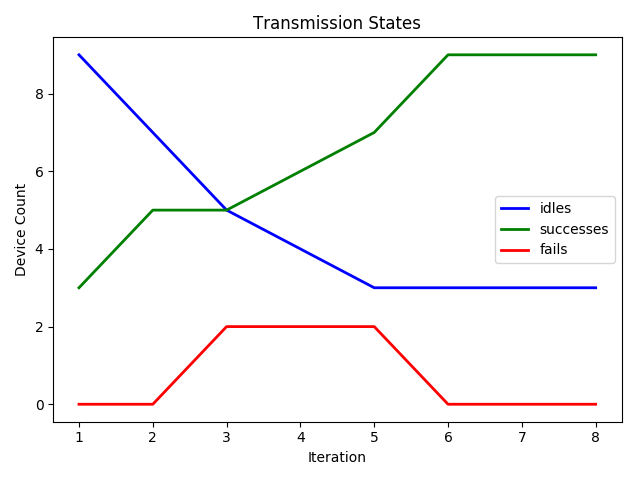 Transmission States
Device Count
8
6
4
2
0
idles
successes
fails
1 2 3 4 5 6 7 8
Iteration